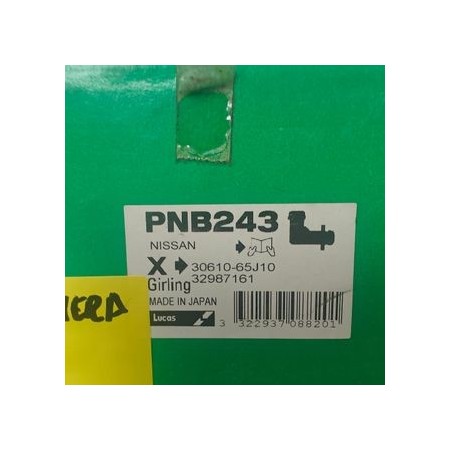 PNB243
NISSAN
X 30610-65J10
Girling 32987161
MADE IN JAPAN
Lucas
3 322937 088201